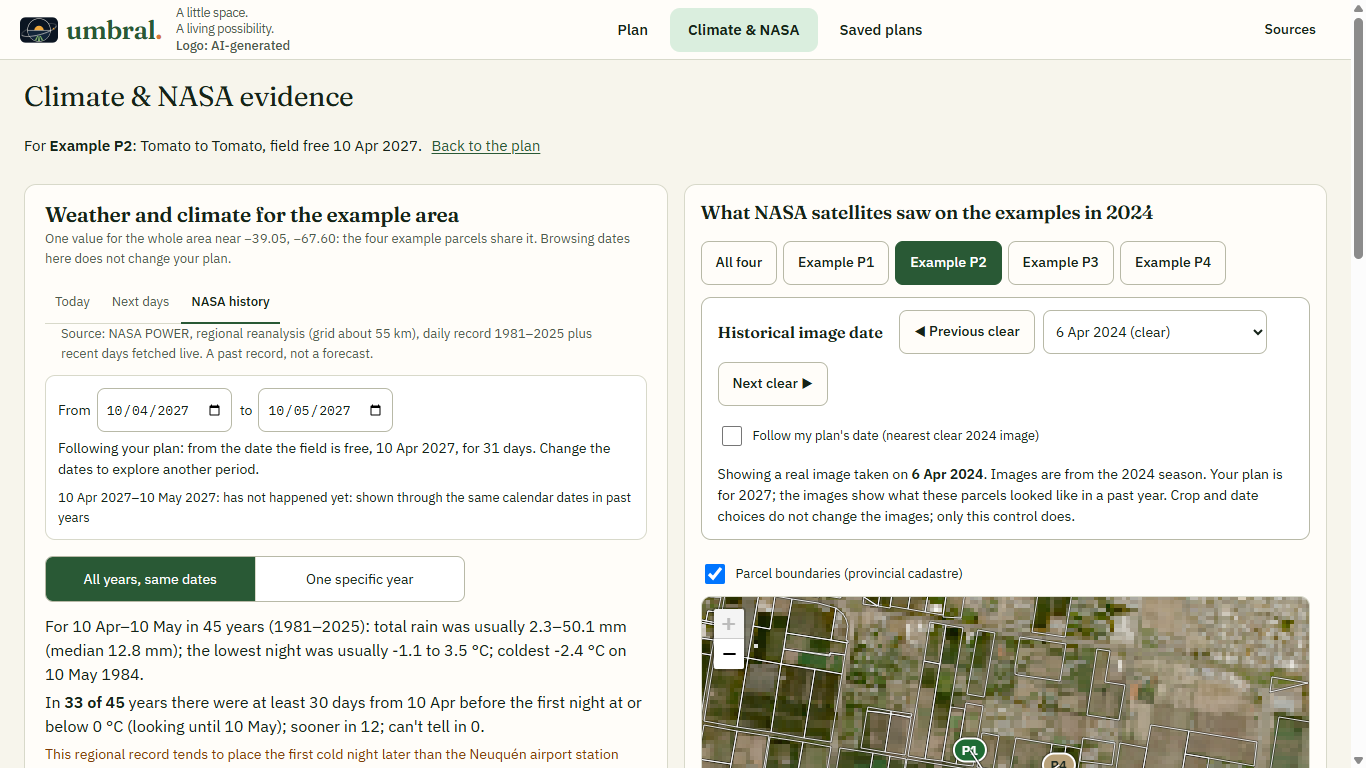 umbral.
A little space.
A living possibility.
Logo: AI-generated
Plan
Climate & NASA
Saved plans
Sources
Climate & NASA evidence
For Example P2: Tomato to Tomato, field free 10 Apr 2027. Back to the plan
Weather and climate for the example area
One value for the whole area near −39.05, −67.60: the four example parcels share it. Browsing dates
here does not change your plan.
Today
Next days
NASA history
Source: NASA POWER, regional reanalysis (grid about 55 km), daily record 1981–2025 plus
recent days fetched live. A past record, not a forecast.
From 10/04/2027 to 10/05/2027
Following your plan: from the date the field is free, 10 Apr 2027, for 31 days. Change the
dates to explore another period.
10 Apr 2027–10 May 2027: has not happened yet: shown through the same calendar dates in past
years
All years, same dates
One specific year
For 10 Apr–10 May in 45 years (1981–2025): total rain was usually 2.3–50.1 mm
(median 12.8 mm); the lowest night was usually -1.1 to 3.5 °C; coldest -2.4 °C on
10 May 1984.
In 33 of 45 years there were at least 30 days from 10 Apr before the first night at or
below 0 °C (looking until 10 May); sooner in 12; can't tell in 0.
This regional record tends to place the first cold night later than the Neuquén airport station
What NASA satellites saw on the examples in 2024
All four
Example P1
Example P2
Example P3
Example P4
Historical image date
◀ Previous clear
6 Apr 2024 (clear)
Next clear ▶
Follow my plan's date (nearest clear 2024 image)
Showing a real image taken on 6 Apr 2024. Images are from the 2024 season. Your plan is
for 2027; the images show what these parcels looked like in a past year. Crop and date
choices do not change the images; only this control does.
Parcel boundaries (provincial cadastre)
+
−
P1
P4